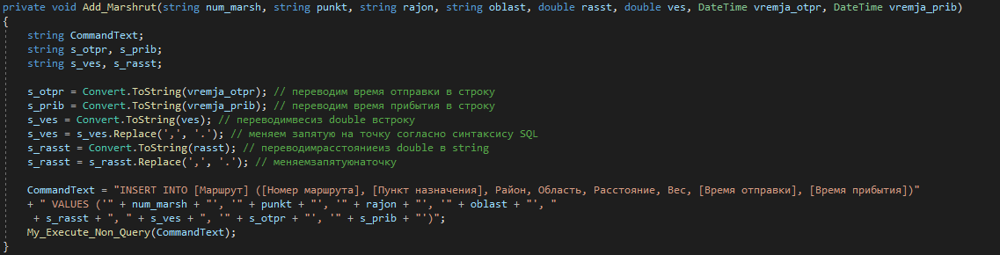 private void Add_Marshrut(string num_marsh, string punkt, string rajon, string oblast, double rasst, double ves, DateTime vremja_otpr, DateTime vremja_prib)
{
string CommandText;
string s_otpr, s_prib;
string s_ves, s_rasst;
s_otpr = Convert.ToString(vremja_otpr); // переводим время отправки в строку
s_prib = Convert.ToString(vremja_prib); // переводим время прибытия в строку
s_ves = Convert.ToString(ves); // переводимвесиз double встроку
s_ves = s_ves.Replace(',', '.'); // меняем запятую на точку согласно синтаксису SQL
s_rasst = Convert.ToString(rasst); // переводимрасстояниеиз double в string
s_rasst = s_rasst.Replace(',', '.'); // меняемзапятуюнаточку
CommandText = "INSERT INTO [Маршрут] ([Номер маршрута], [Пункт назначения], Район, Область, Расстояние, Вес, [Время отправки], [Время прибытия])"
+ " VALUES ('" + num_marsh + "', '" + punkt + "', '" + rajon + "', '" + oblast + "', "
+ s_rasst + ", " + s_ves + ", '" + s_otpr + "', '" + s_prib + "')";
My_Execute_Non_Query(CommandText);
}